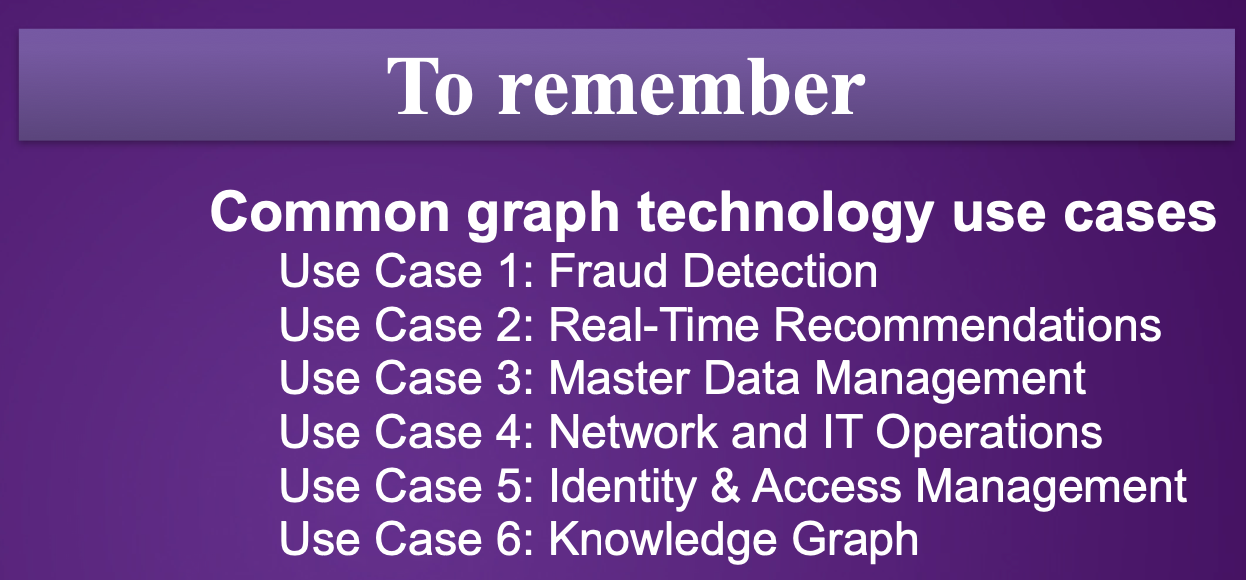 To remember
Common graph technology use cases
Use Case 1: Fraud Detection
Use Case 2: Real-Time Recommendations
Use Case 3: Master Data Management
Use Case 4: Network and IT Operations
Use Case 5: Identity & Access Management
Use Case 6: Knowledge Graph